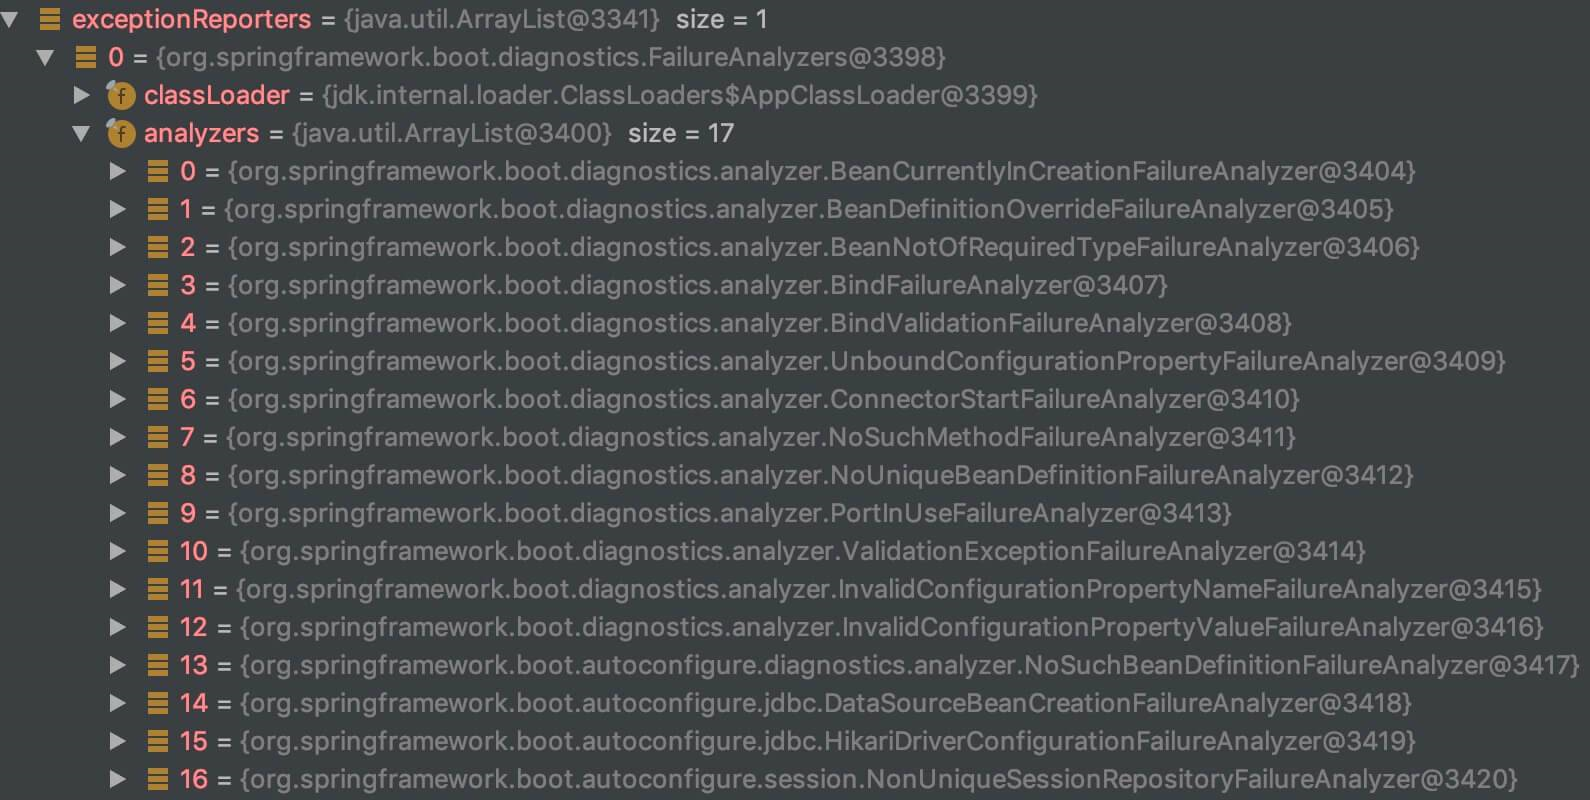 exceptionReporters = {java.util.ArrayList@3341} size = 1
0 = {org.springframework.boot.diagnostics.FailureAnalyzers@3398}
f classLoader = {jdk.internal.loader.ClassLoaders$AppClassLoader@3399}
f analyzers = {java.util.ArrayList@3400} size = 17
0 = {org.springframework.boot.diagnostics.analyzer.BeanCurrentlyInCreationFailureAnalyzer@3404}
1 = {org.springframework.boot.diagnostics.analyzer.BeanDefinitionOverrideFailureAnalyzer@3405}
2 = {org.springframework.boot.diagnostics.analyzer.BeanNotOfRequiredTypeFailureAnalyzer@3406}
3 = {org.springframework.boot.diagnostics.analyzer.BindFailureAnalyzer@3407}
4 = {org.springframework.boot.diagnostics.analyzer.BindValidationFailureAnalyzer@3408}
5 = {org.springframework.boot.diagnostics.analyzer.UnboundConfigurationPropertyFailureAnalyzer@3409}
6 = {org.springframework.boot.diagnostics.analyzer.ConnectorStartFailureAnalyzer@3410}
7 = {org.springframework.boot.diagnostics.analyzer.NoSuchMethodFailureAnalyzer@3411}
8 = {org.springframework.boot.diagnostics.analyzer.NoUniqueBeanDefinitionFailureAnalyzer@3412}
9 = {org.springframework.boot.diagnostics.analyzer.PortInUseFailureAnalyzer@3413}
10 = {org.springframework.boot.diagnostics.analyzer.ValidationExceptionFailureAnalyzer@3414}
11 = {org.springframework.boot.diagnostics.analyzer.InvalidConfigurationPropertyNameFailureAnalyzer@3415}
12 = {org.springframework.boot.diagnostics.analyzer.InvalidConfigurationPropertyValueFailureAnalyzer@3416}
13 = {org.springframework.boot.autoconfigure.diagnostics.analyzer.NoSuchBeanDefinitionFailureAnalyzer@3417}
14 = {org.springframework.boot.autoconfigure.jdbc.DataSourceBeanCreationFailureAnalyzer@3418}
15 = {org.springframework.boot.autoconfigure.jdbc.HikariDriverConfigurationFailureAnalyzer@3419}
16 = {org.springframework.boot.autoconfigure.session.NonUniqueSessionRepositoryFailureAnalyzer@3420}